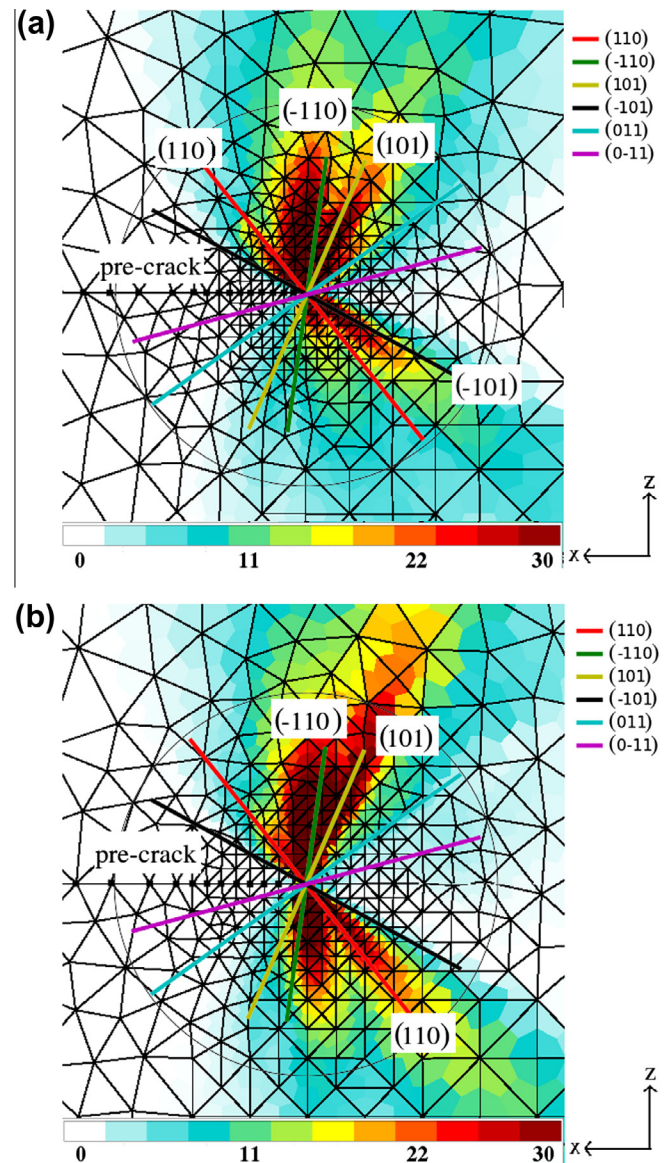 (a)
(110)
(-110)
(101)
(-101)
(011)
(0-11)
(-110)
(110)
(101)
pre-crack
(-101)
z
x
0 11 22 30
(b)
(110)
(-110)
(101)
(-101)
(011)
(0-11)
(-110)
(101)
pre-crack
(110)
z
x
0 11 22 30